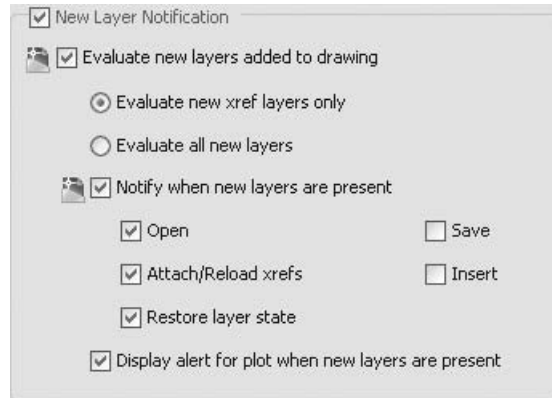 New Layer Notification
Evaluate new layers added to drawing
Evaluate new xref layers only
Evaluate all new layers
Notify when new layers are present
Open Save
Attach/Reload xrefs Insert
Restore layer state
Display alert for plot when new layers are present